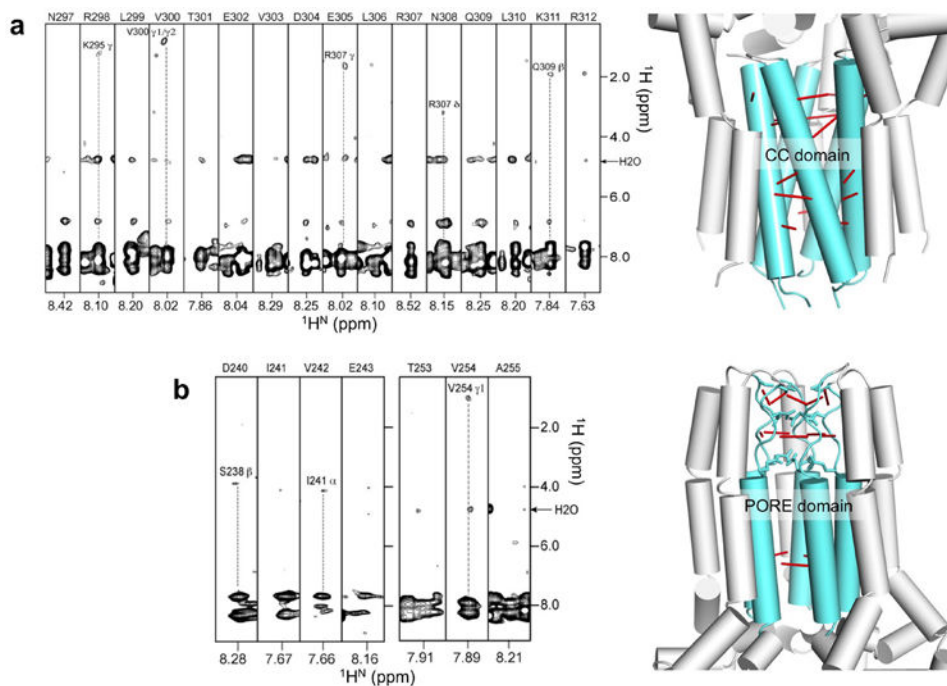 a
N297 R298 L299 V300 T301 E302 V303 D304 E305 L306 R307 N308 Q309 L310 K311 R312
V300 γ1/γ2
K295 γ
R307 γ
Q309 β
R307 δ
2.0
4.0
H2O
6.0
8.0
¹H (ppm)
8.42 8.10 8.20 8.02 7.86 8.04 8.29 8.25 8.02 8.10 8.52 8.15 8.25 8.20 7.84 7.63
¹Hᴺ (ppm)
CC domain
b
D240 I241 V242 E243 T253 V254 A255
V254 γ1
S238 β
I241 α
2.0
4.0
H2O
6.0
8.0
¹H (ppm)
8.28 7.67 7.66 8.16 7.91 7.89 8.21
¹Hᴺ (ppm)
PORE domain